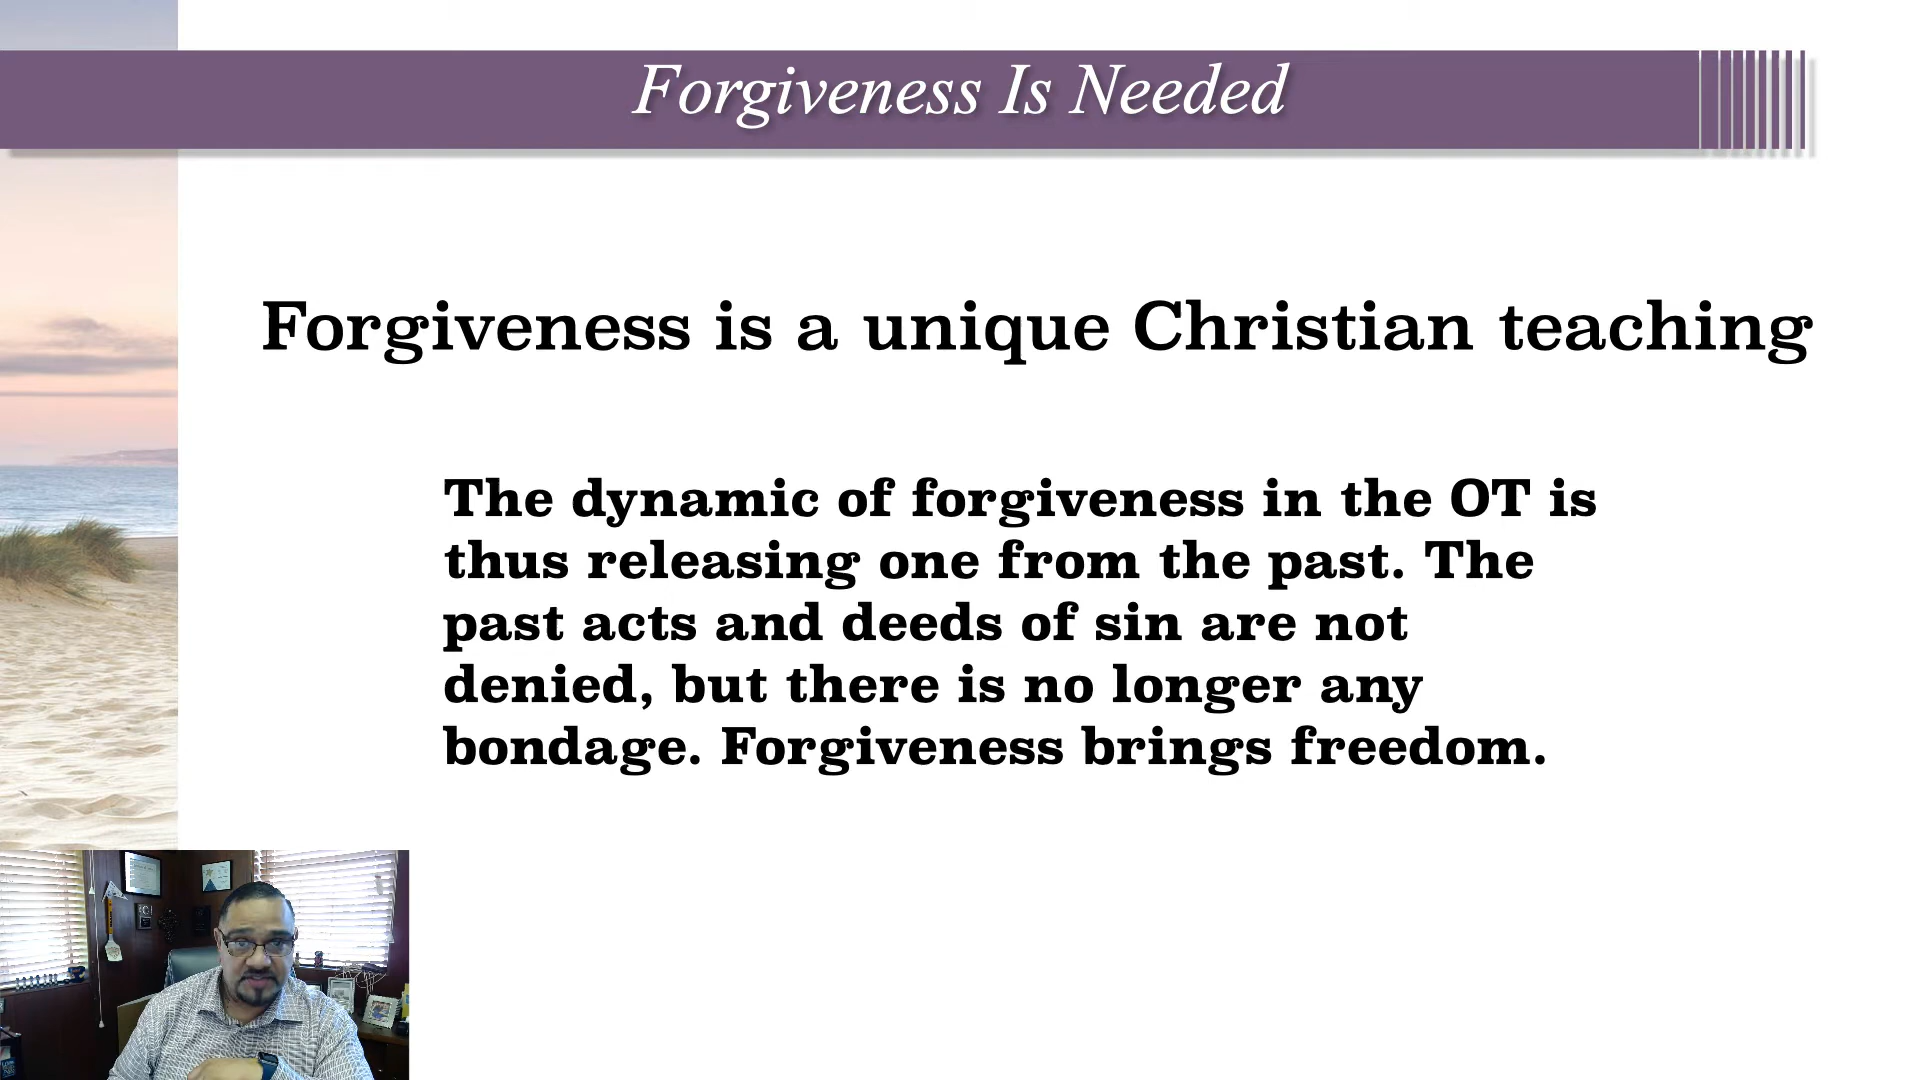 Forgiveness Is Needed
Forgiveness is a unique Christian teaching
The dynamic of forgiveness in the OT is
thus releasing one from the past. The
past acts and deeds of sin are not
denied, but there is no longer any
bondage. Forgiveness brings freedom.